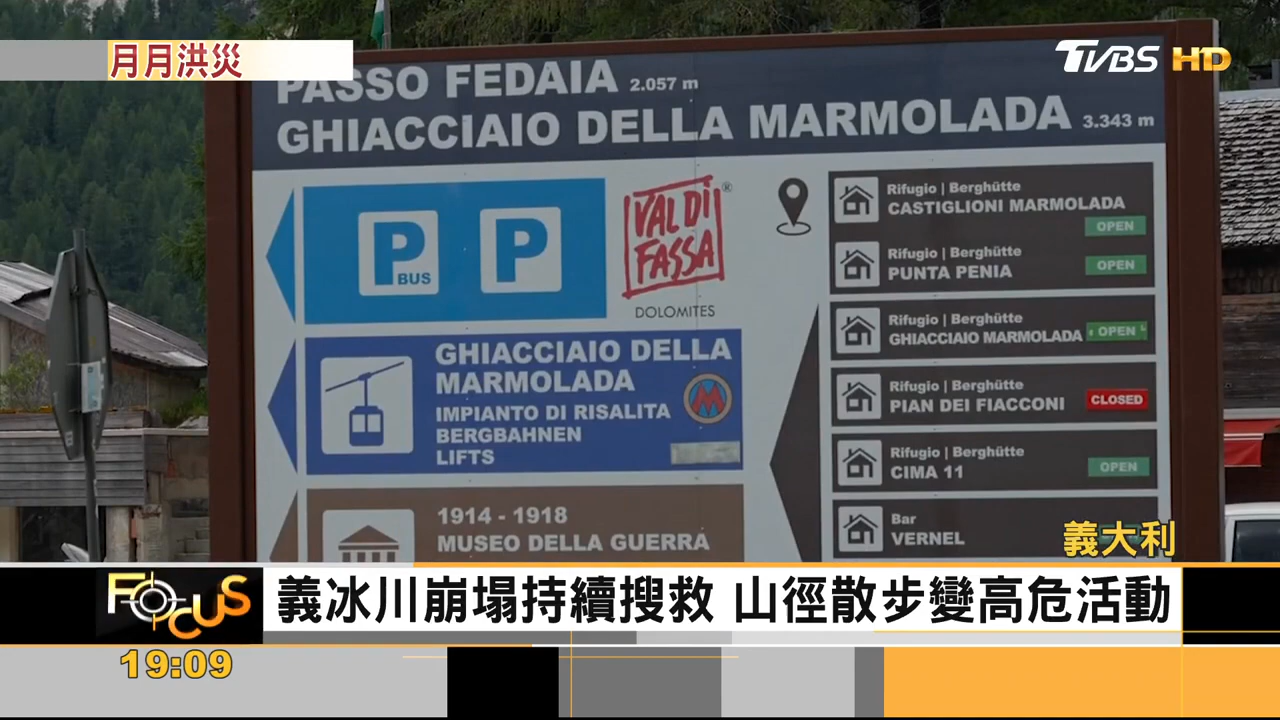 月月洪災
TVBS HD
PASSO FEDAIA 2.057 m
GHIACCIAIO DELLA MARMOLADA 3.343 m
P BUS
P
VAL DI FASSA ®
DOLOMITES
GHIACCIAIO DELLA MARMOLADA
IMPIANTO DI RISALITA
BERGBAHNEN
LIFTS
M
1914 - 1918
MUSEO DELLA GUERRA
Rifugio | Berghütte
CASTIGLIONI MARMOLADA
OPEN
Rifugio | Berghütte
PUNTA PENIA
OPEN
Rifugio | Berghütte
GHIACCIAIO MARMOLADA
OPEN
Rifugio | Berghütte
PIAN DEI FIACCONI
CLOSED
Rifugio | Berghütte
CIMA 11
OPEN
Bar
VERNEL
義大利
FOCUS
義冰川崩塌持續搜救 山徑散步變高危活動
19:09